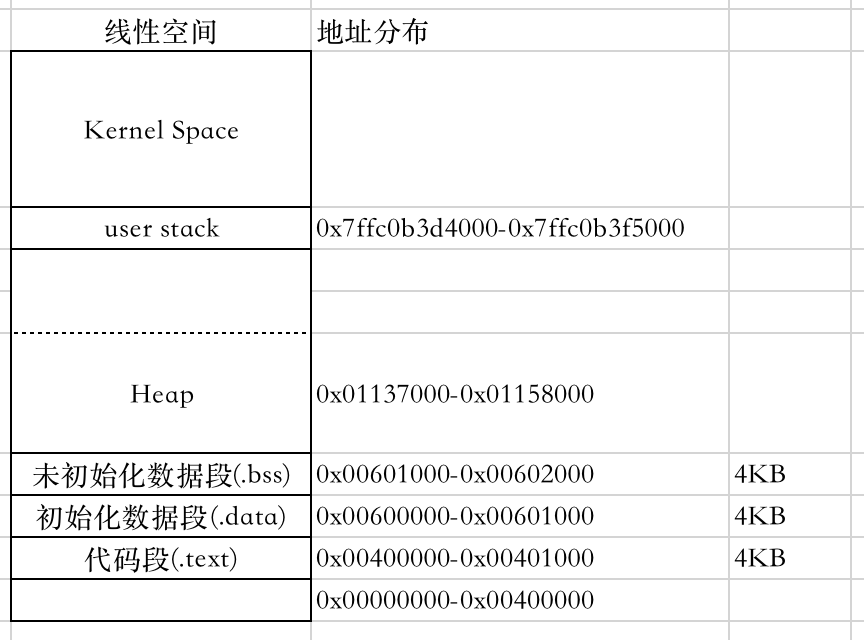 线性空间 地址分布
Kernel Space
user stack 0x7ffc0b3d4000-0x7ffc0b3f5000
Heap 0x01137000-0x01158000
未初始化数据段(.bss) 0x00601000-0x00602000 4KB
初始化数据段(.data) 0x00600000-0x00601000 4KB
代码段(.text) 0x00400000-0x00401000 4KB
0x00000000-0x00400000